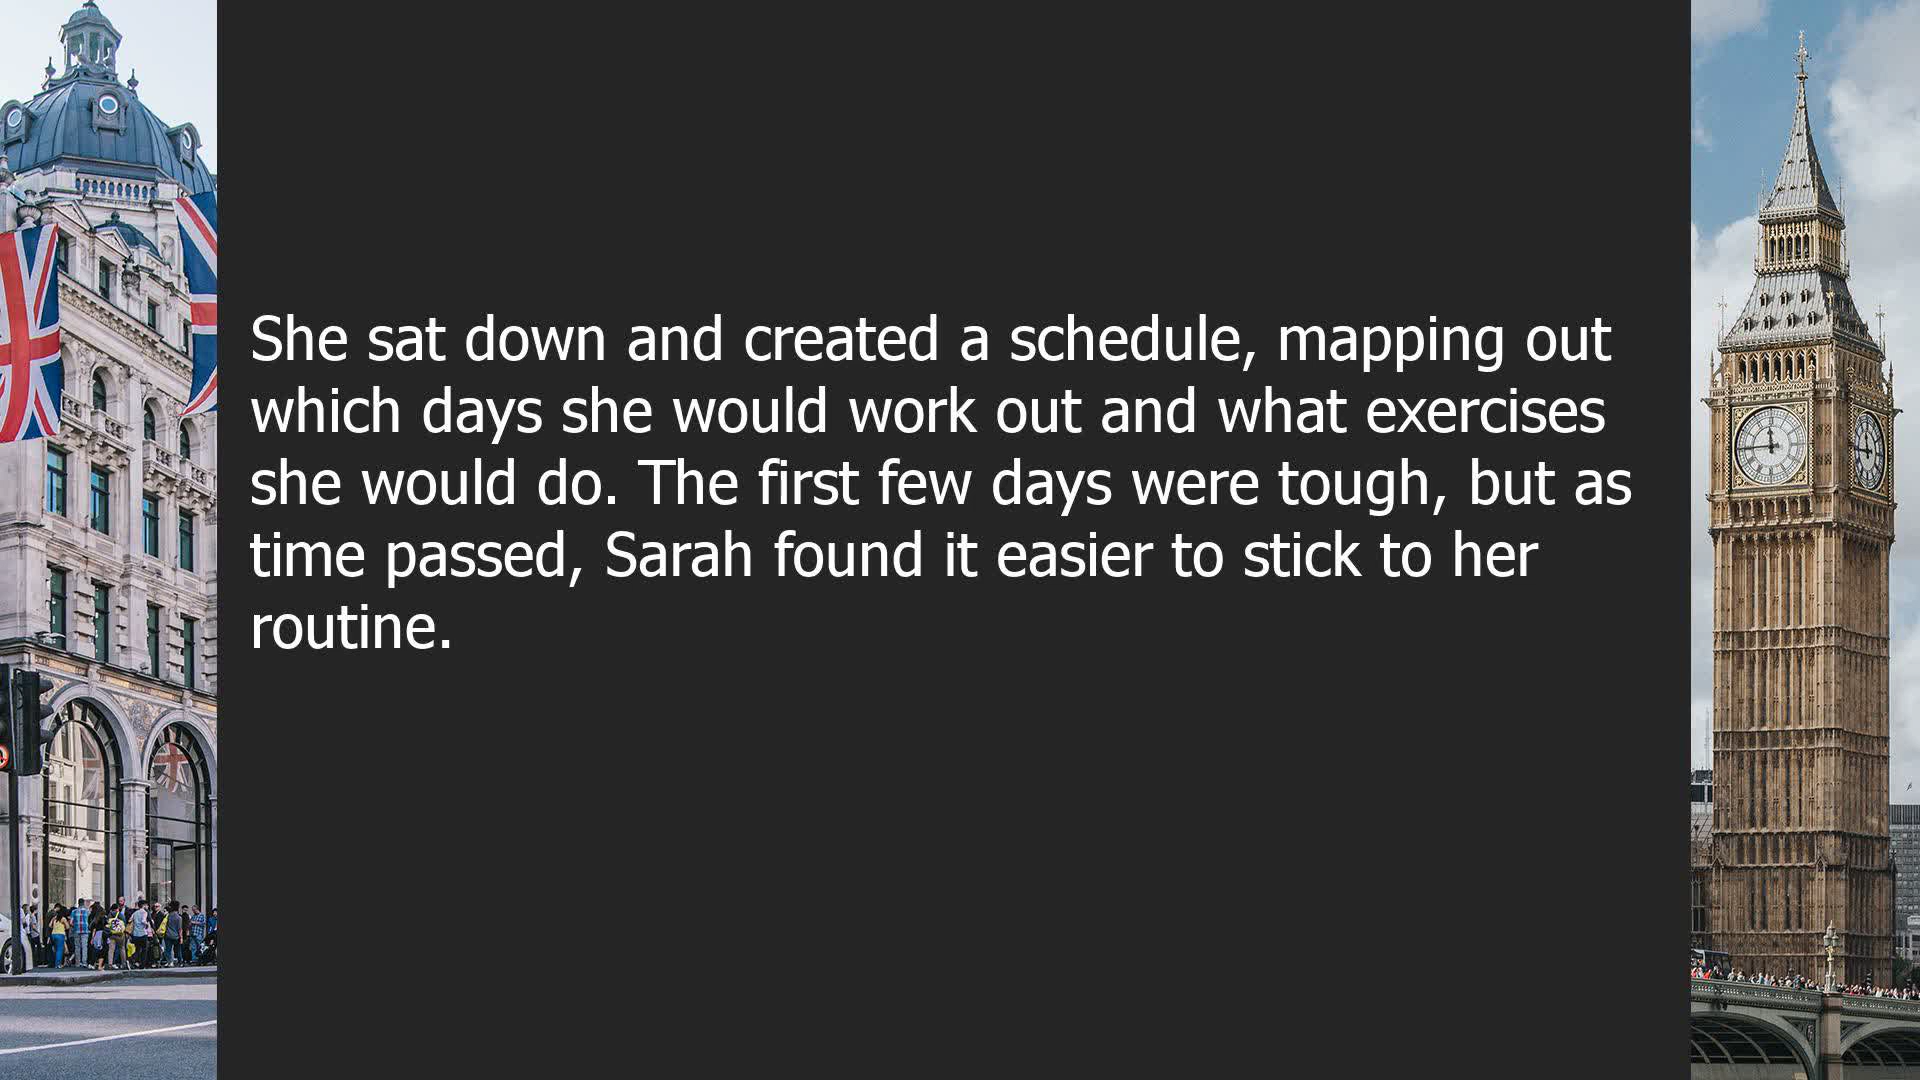 She sat down and created a schedule, mapping out
which days she would work out and what exercises
she would do. The first few days were tough, but as
time passed, Sarah found it easier to stick to her
routine.